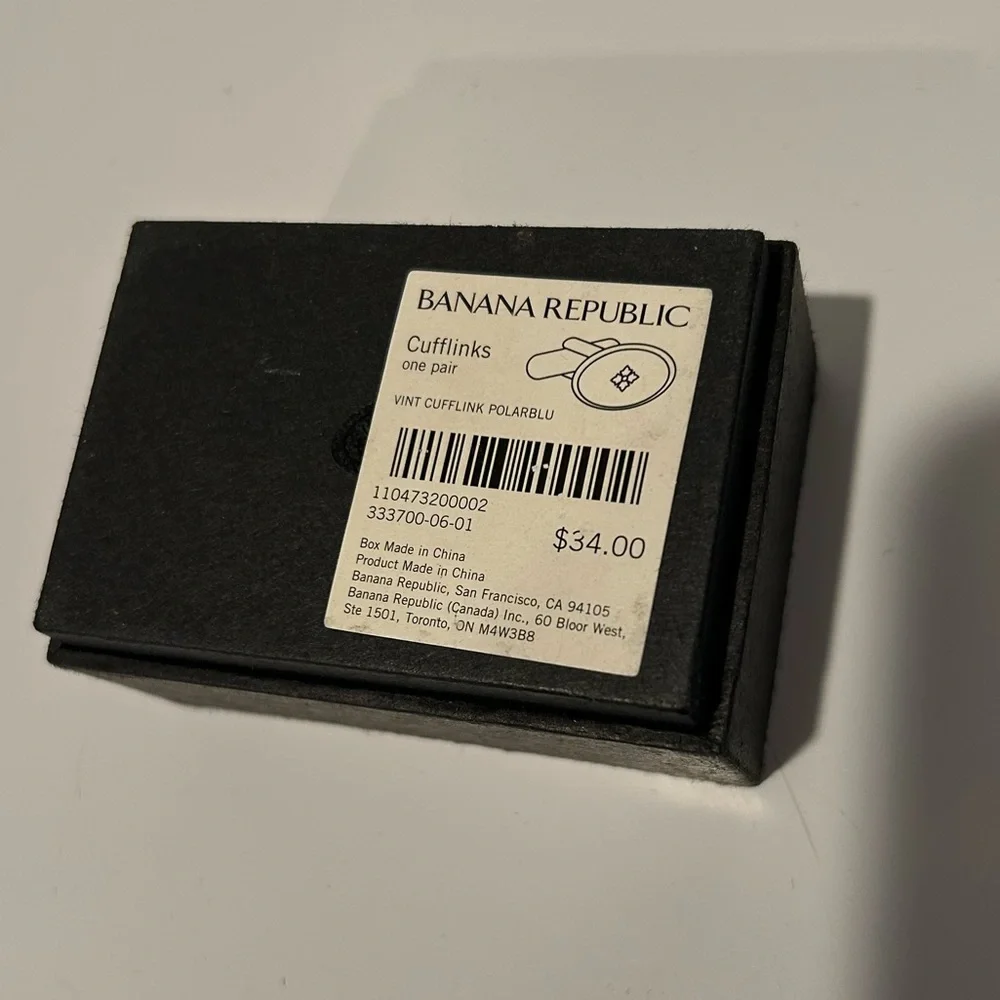 BANANA REPUBLIC
Cufflinks
one pair
VINT CUFFLINK POLARBLU
110473200002
333700-06-01
$34.00
Box Made in China
Product Made in China
Banana Republic, San Francisco, CA 94105
Banana Republic (Canada) Inc., 60 Bloor West,
Ste 1501, Toronto, ON M4W3B8